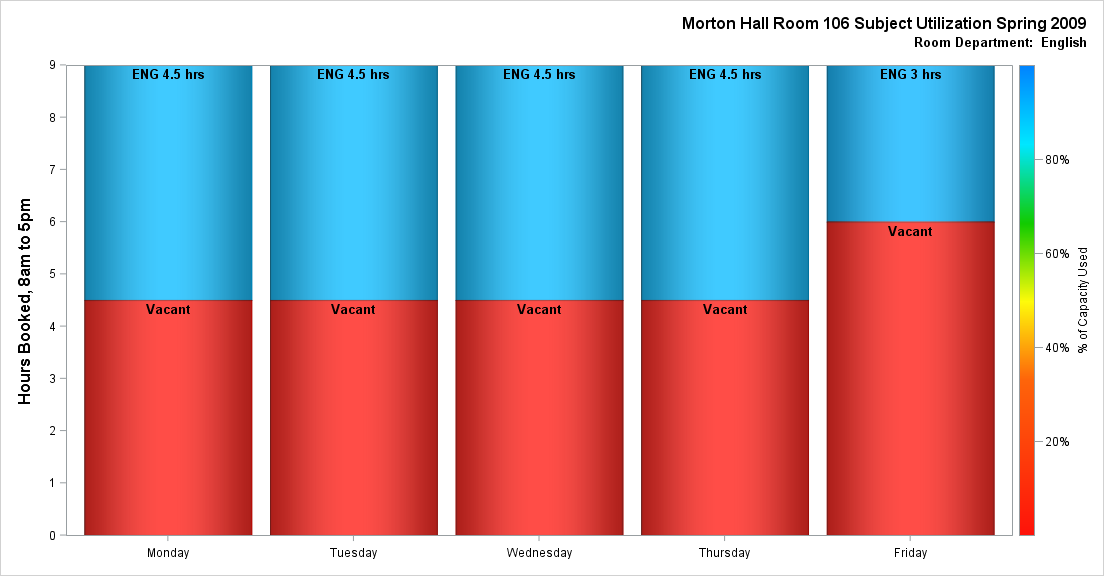 Morton Hall Room 106 Subject Utilization Spring 2009
Room Department:  English
Hours Booked, 8am to 5pm
9
8
7
6
5
4
3
2
1
0
ENG 4.5 hrs
Vacant
ENG 4.5 hrs
Vacant
ENG 4.5 hrs
Vacant
ENG 4.5 hrs
Vacant
ENG 3 hrs
Vacant
Monday
Tuesday
Wednesday
Thursday
Friday
80%
60%
40%
20%
% of Capacity Used